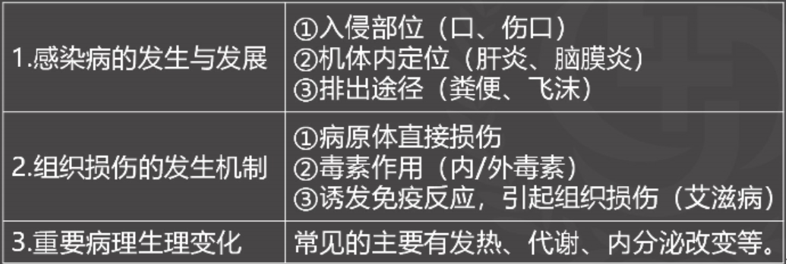 1.感染病的发生与发展
①入侵部位（口、伤口）
②机体内定位（肝炎、脑膜炎）
③排出途径（粪便、飞沫）
2.组织损伤的发生机制
①病原体直接损伤
②毒素作用（内/外毒素）
③诱发免疫反应，引起组织损伤（艾滋病）
3.重要病理生理变化
常见的主要有发热、代谢、内分泌改变等。